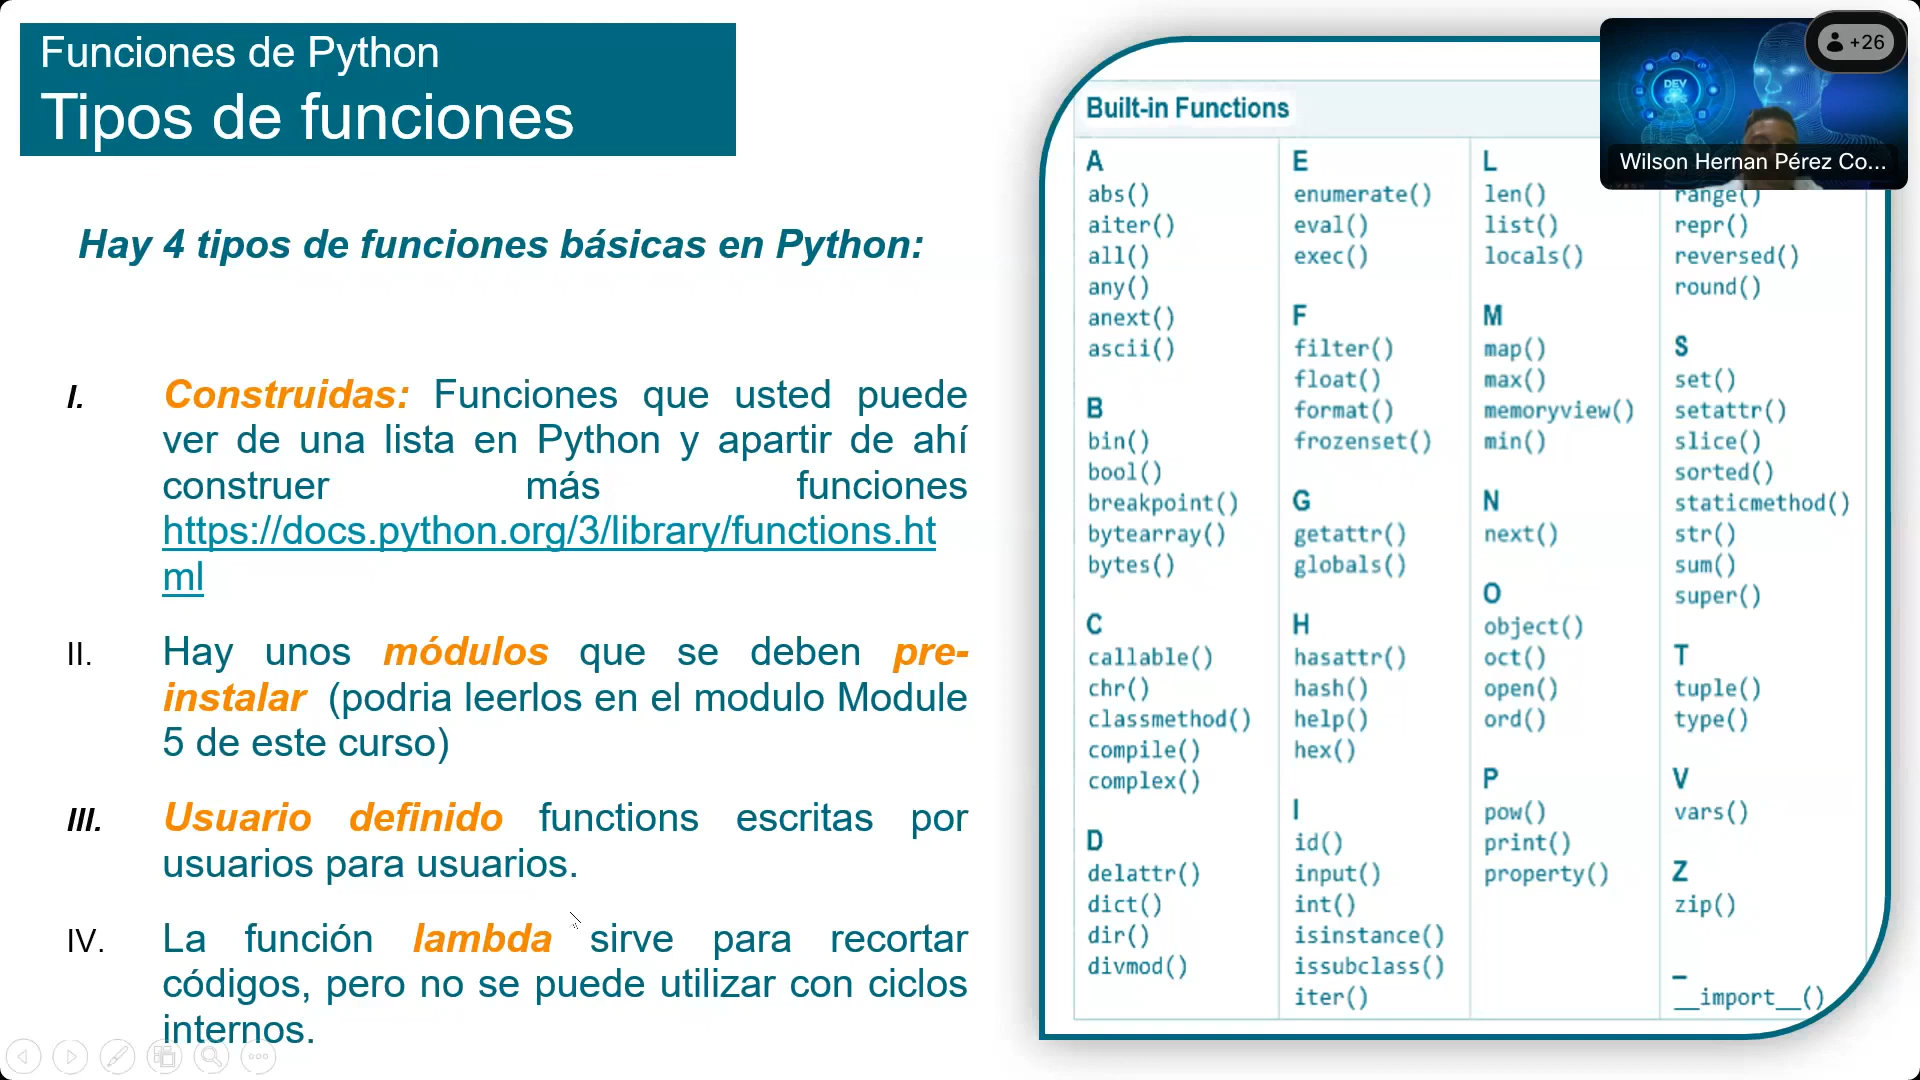 Funciones de Python
Tipos de funciones
Hay 4 tipos de funciones básicas en Python:
I. Construidas: Funciones que usted puede
ver de una lista en Python y apartir de ahí
construer más funciones
https://docs.python.org/3/library/functions.ht
ml
II. Hay unos módulos que se deben pre-
instalar (podria leerlos en el modulo Module
5 de este curso)
III. Usuario definido functions escritas por
usuarios para usuarios.
IV. La función lambda sirve para recortar
códigos, pero no se puede utilizar con ciclos
internos.
Built-in Functions
A
abs()
aiter()
all()
any()
anext()
ascii()
B
bin()
bool()
breakpoint()
bytearray()
bytes()
C
callable()
chr()
classmethod()
compile()
complex()
D
delattr()
dict()
dir()
divmod()
E
enumerate()
eval()
exec()
F
filter()
float()
format()
frozenset()
G
getattr()
globals()
H
hasattr()
hash()
help()
hex()
I
id()
input()
int()
isinstance()
issubclass()
iter()
L
len()
list()
locals()
M
map()
max()
memoryview()
min()
N
next()
O
object()
oct()
open()
ord()
P
pow()
print()
property()
range()
repr()
reversed()
round()
S
set()
setattr()
slice()
sorted()
staticmethod()
str()
sum()
super()
T
tuple()
type()
V
vars()
Z
zip()
_
__import__()
+26
DEV
OPS
Wilson Hernan Pérez Co...